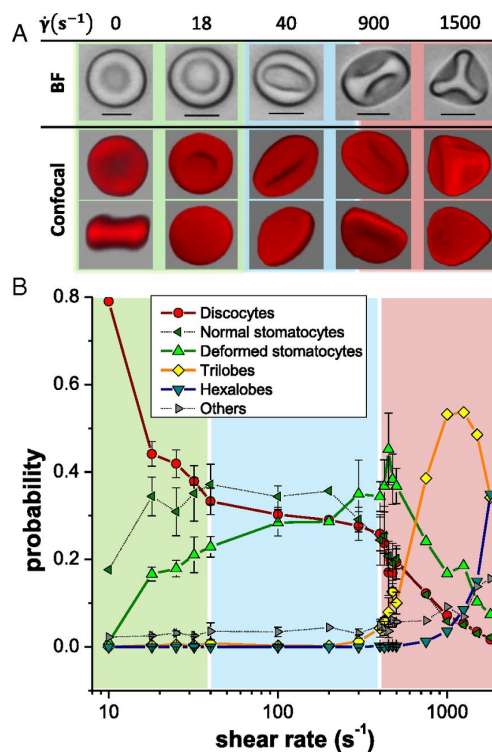 A γ̇(s⁻¹) 0 18 40 900 1500
BF
Confocal
B
0.8
0.6
0.4
0.2
0.0
probability
Discocytes
Normal stomatocytes
Deformed stomatocytes
Trilobes
Hexalobes
Others
10 100 1000
shear rate (s⁻¹)